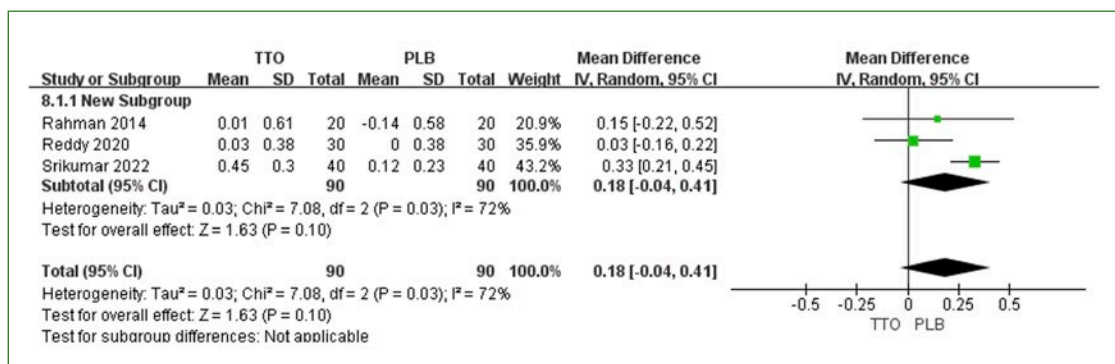 TTO PLB Mean Difference Mean Difference
Study or Subgroup Mean SD Total Mean SD Total Weight IV, Random, 95% CI IV, Random, 95% CI
8.1.1 New Subgroup
Rahman 2014 0.01 0.61 20 -0.14 0.58 20 20.9% 0.15 [-0.22, 0.52]
Reddy 2020 0.03 0.38 30 0 0.38 30 35.9% 0.03 [-0.16, 0.22]
Srikumar 2022 0.45 0.3 40 0.12 0.23 40 43.2% 0.33 [0.21, 0.45]
Subtotal (95% CI) 90 90 100.0% 0.18 [-0.04, 0.41]
Heterogeneity: Tau² = 0.03; Chi² = 7.08, df = 2 (P = 0.03); I² = 72%
Test for overall effect: Z = 1.63 (P = 0.10)
Total (95% CI) 90 90 100.0% 0.18 [-0.04, 0.41]
Heterogeneity: Tau² = 0.03; Chi² = 7.08, df = 2 (P = 0.03); I² = 72%
Test for overall effect: Z = 1.63 (P = 0.10)
Test for subgroup differences: Not applicable
-0.5 -0.25 0 0.25 0.5
TTO PLB